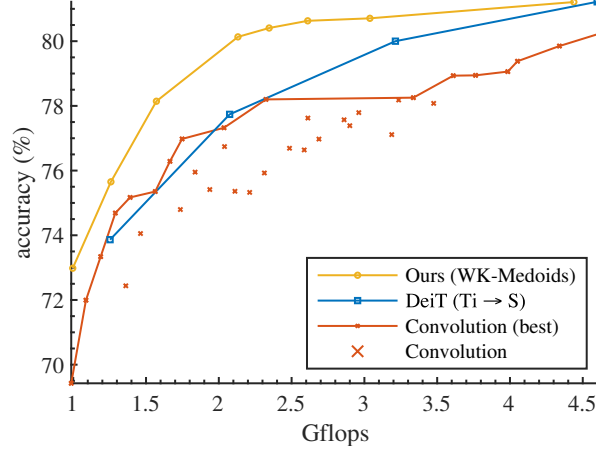 80
78
76
74
72
70
accuracy (%)
1
1.5
2
2.5
3
3.5
4
4.5
Gflops
Ours (WK-Medoids)
DeiT (Ti → S)
Convolution (best)
Convolution